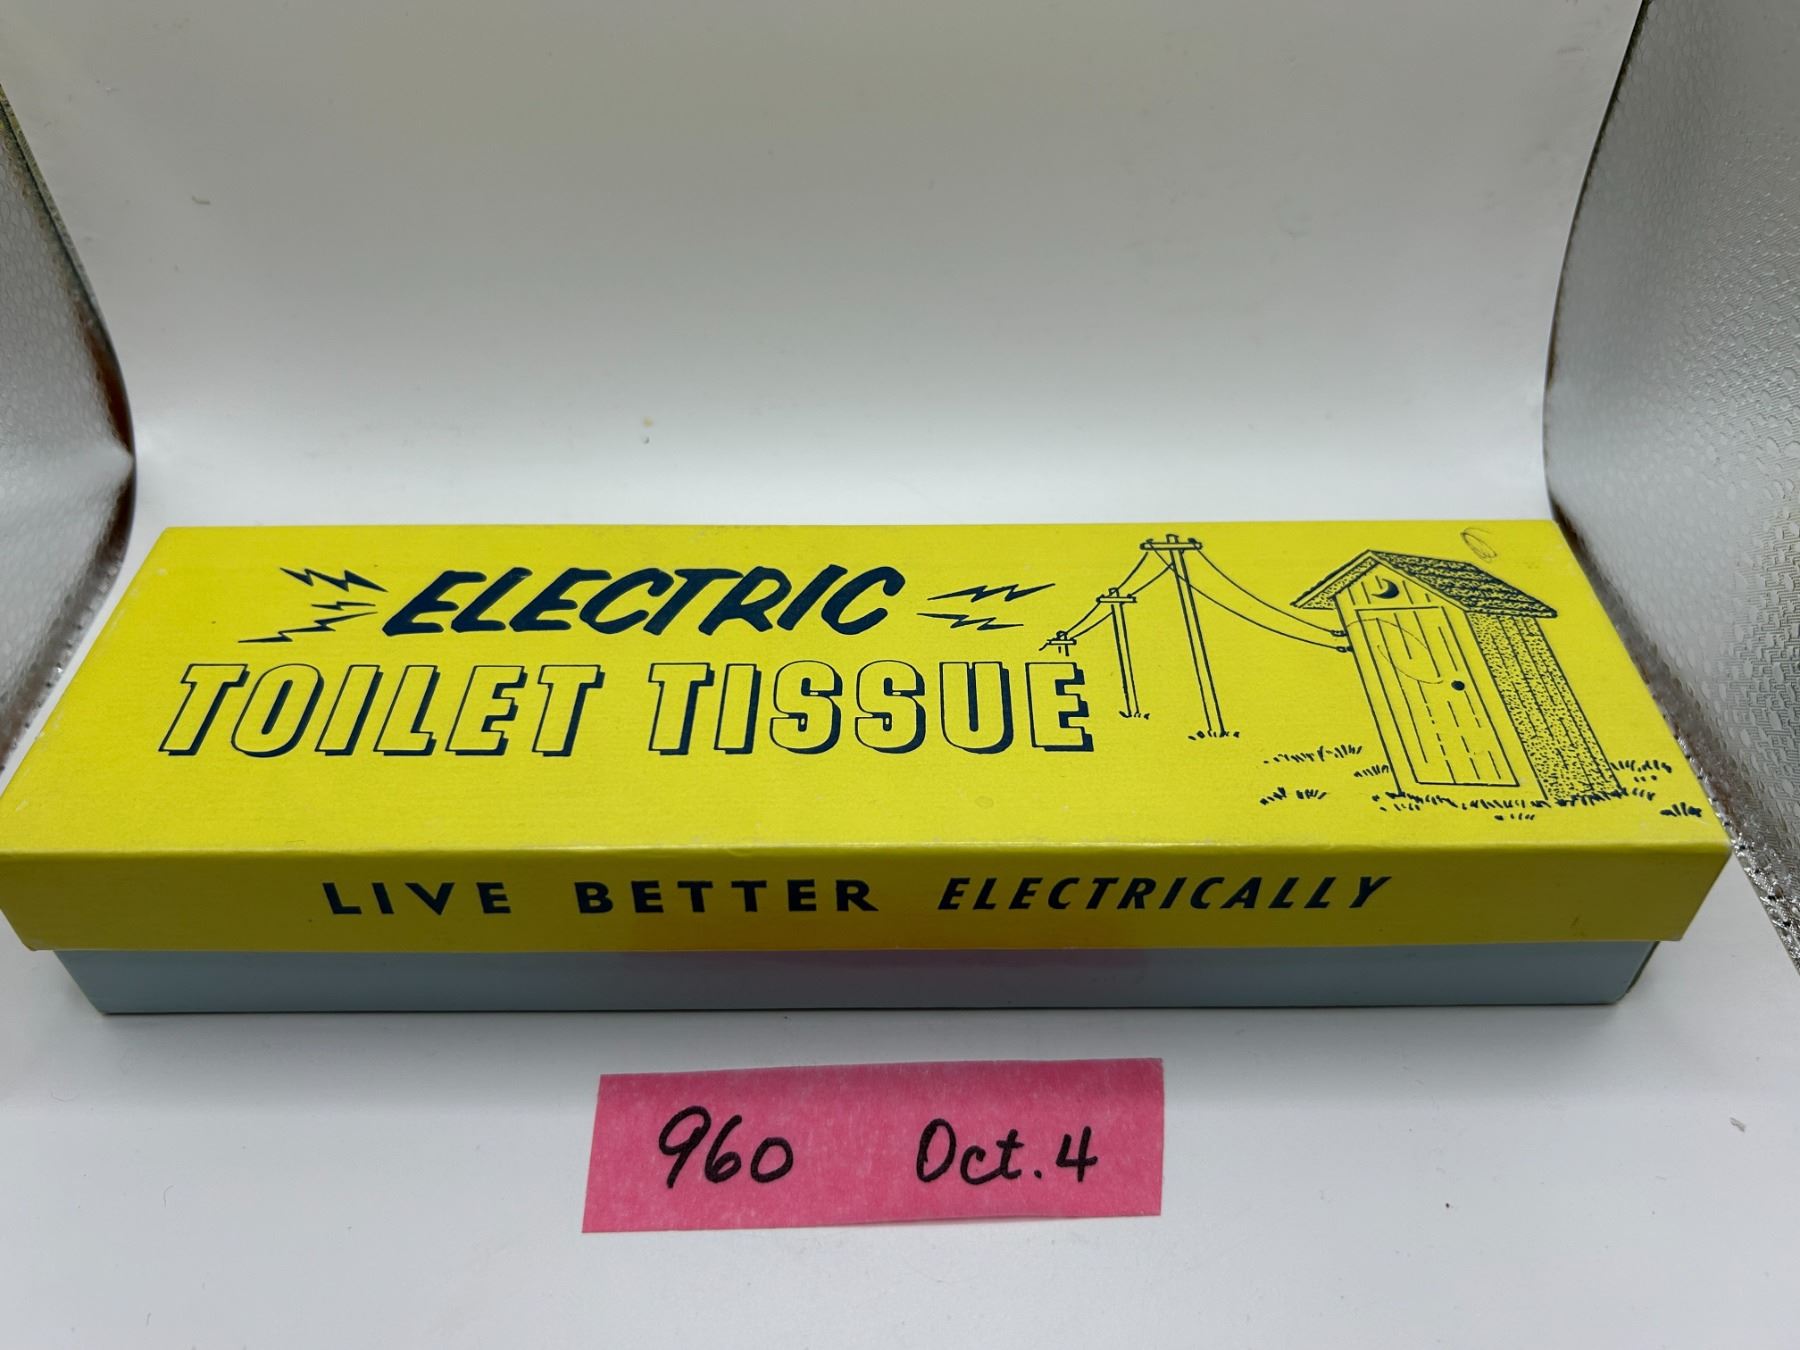 ELECTRIC
TOILET TISSUE
LIVE BETTER ELECTRICALLY
960 Oct. 4